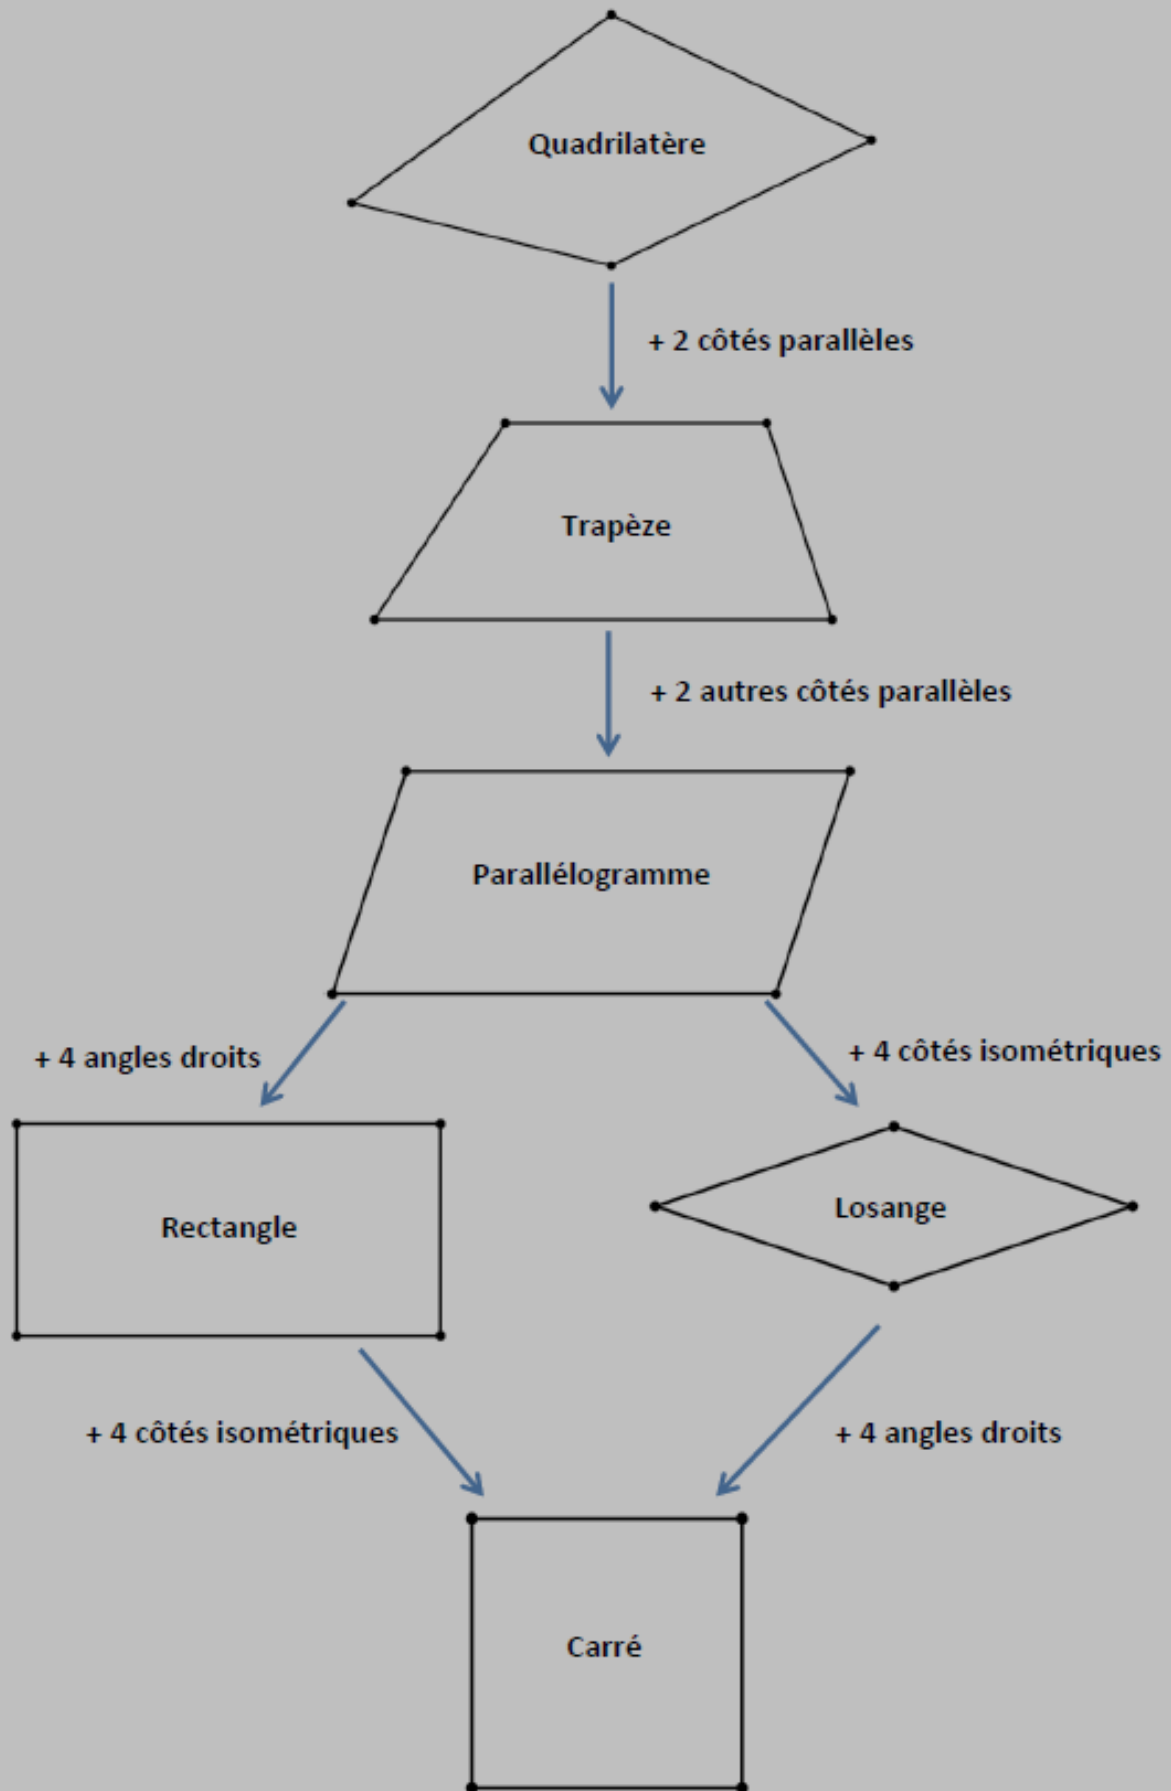 Quadrilatère
+ 2 côtés parallèles
Trapèze
+ 2 autres côtés parallèles
Parallélogramme
+ 4 angles droits
+ 4 côtés isométriques
Rectangle
Losange
+ 4 côtés isométriques
+ 4 angles droits
Carré